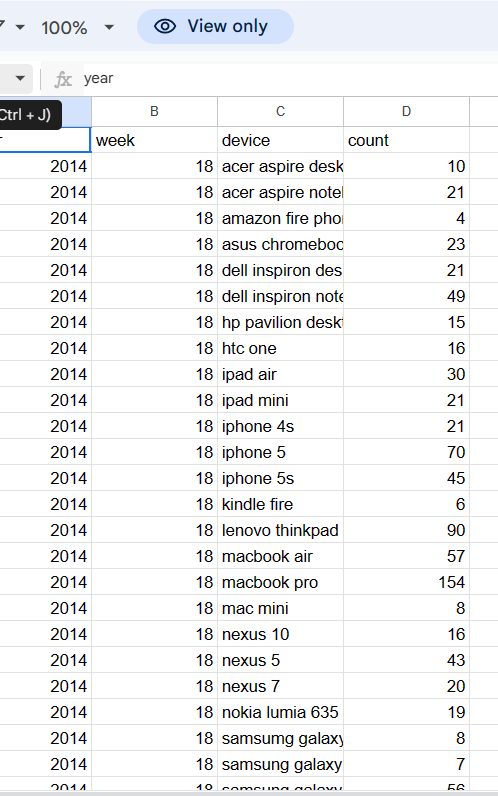 100% View only
fx year
Ctrl + J)
B C D
week device count
2014 18 acer aspire desk 10
2014 18 acer aspire note 21
2014 18 amazon fire pho 4
2014 18 asus chromeboo 23
2014 18 dell inspiron des 21
2014 18 dell inspiron note 49
2014 18 hp pavilion desk 15
2014 18 htc one 16
2014 18 ipad air 30
2014 18 ipad mini 21
2014 18 iphone 4s 21
2014 18 iphone 5 70
2014 18 iphone 5s 45
2014 18 kindle fire 6
2014 18 lenovo thinkpad 90
2014 18 macbook air 57
2014 18 macbook pro 154
2014 18 mac mini 8
2014 18 nexus 10 16
2014 18 nexus 5 43
2014 18 nexus 7 20
2014 18 nokia lumia 635 19
2014 18 samsumg galaxy 8
2014 18 samsung galaxy 7
2014 18 samsung galaxy 56